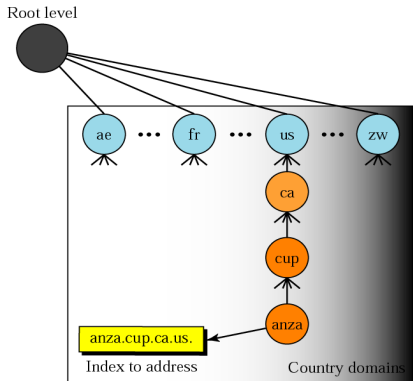 Root level
ae ••• fr ••• us ••• zw
ca
cup
anza
anza.cup.ca.us.
Index to address
Country domains